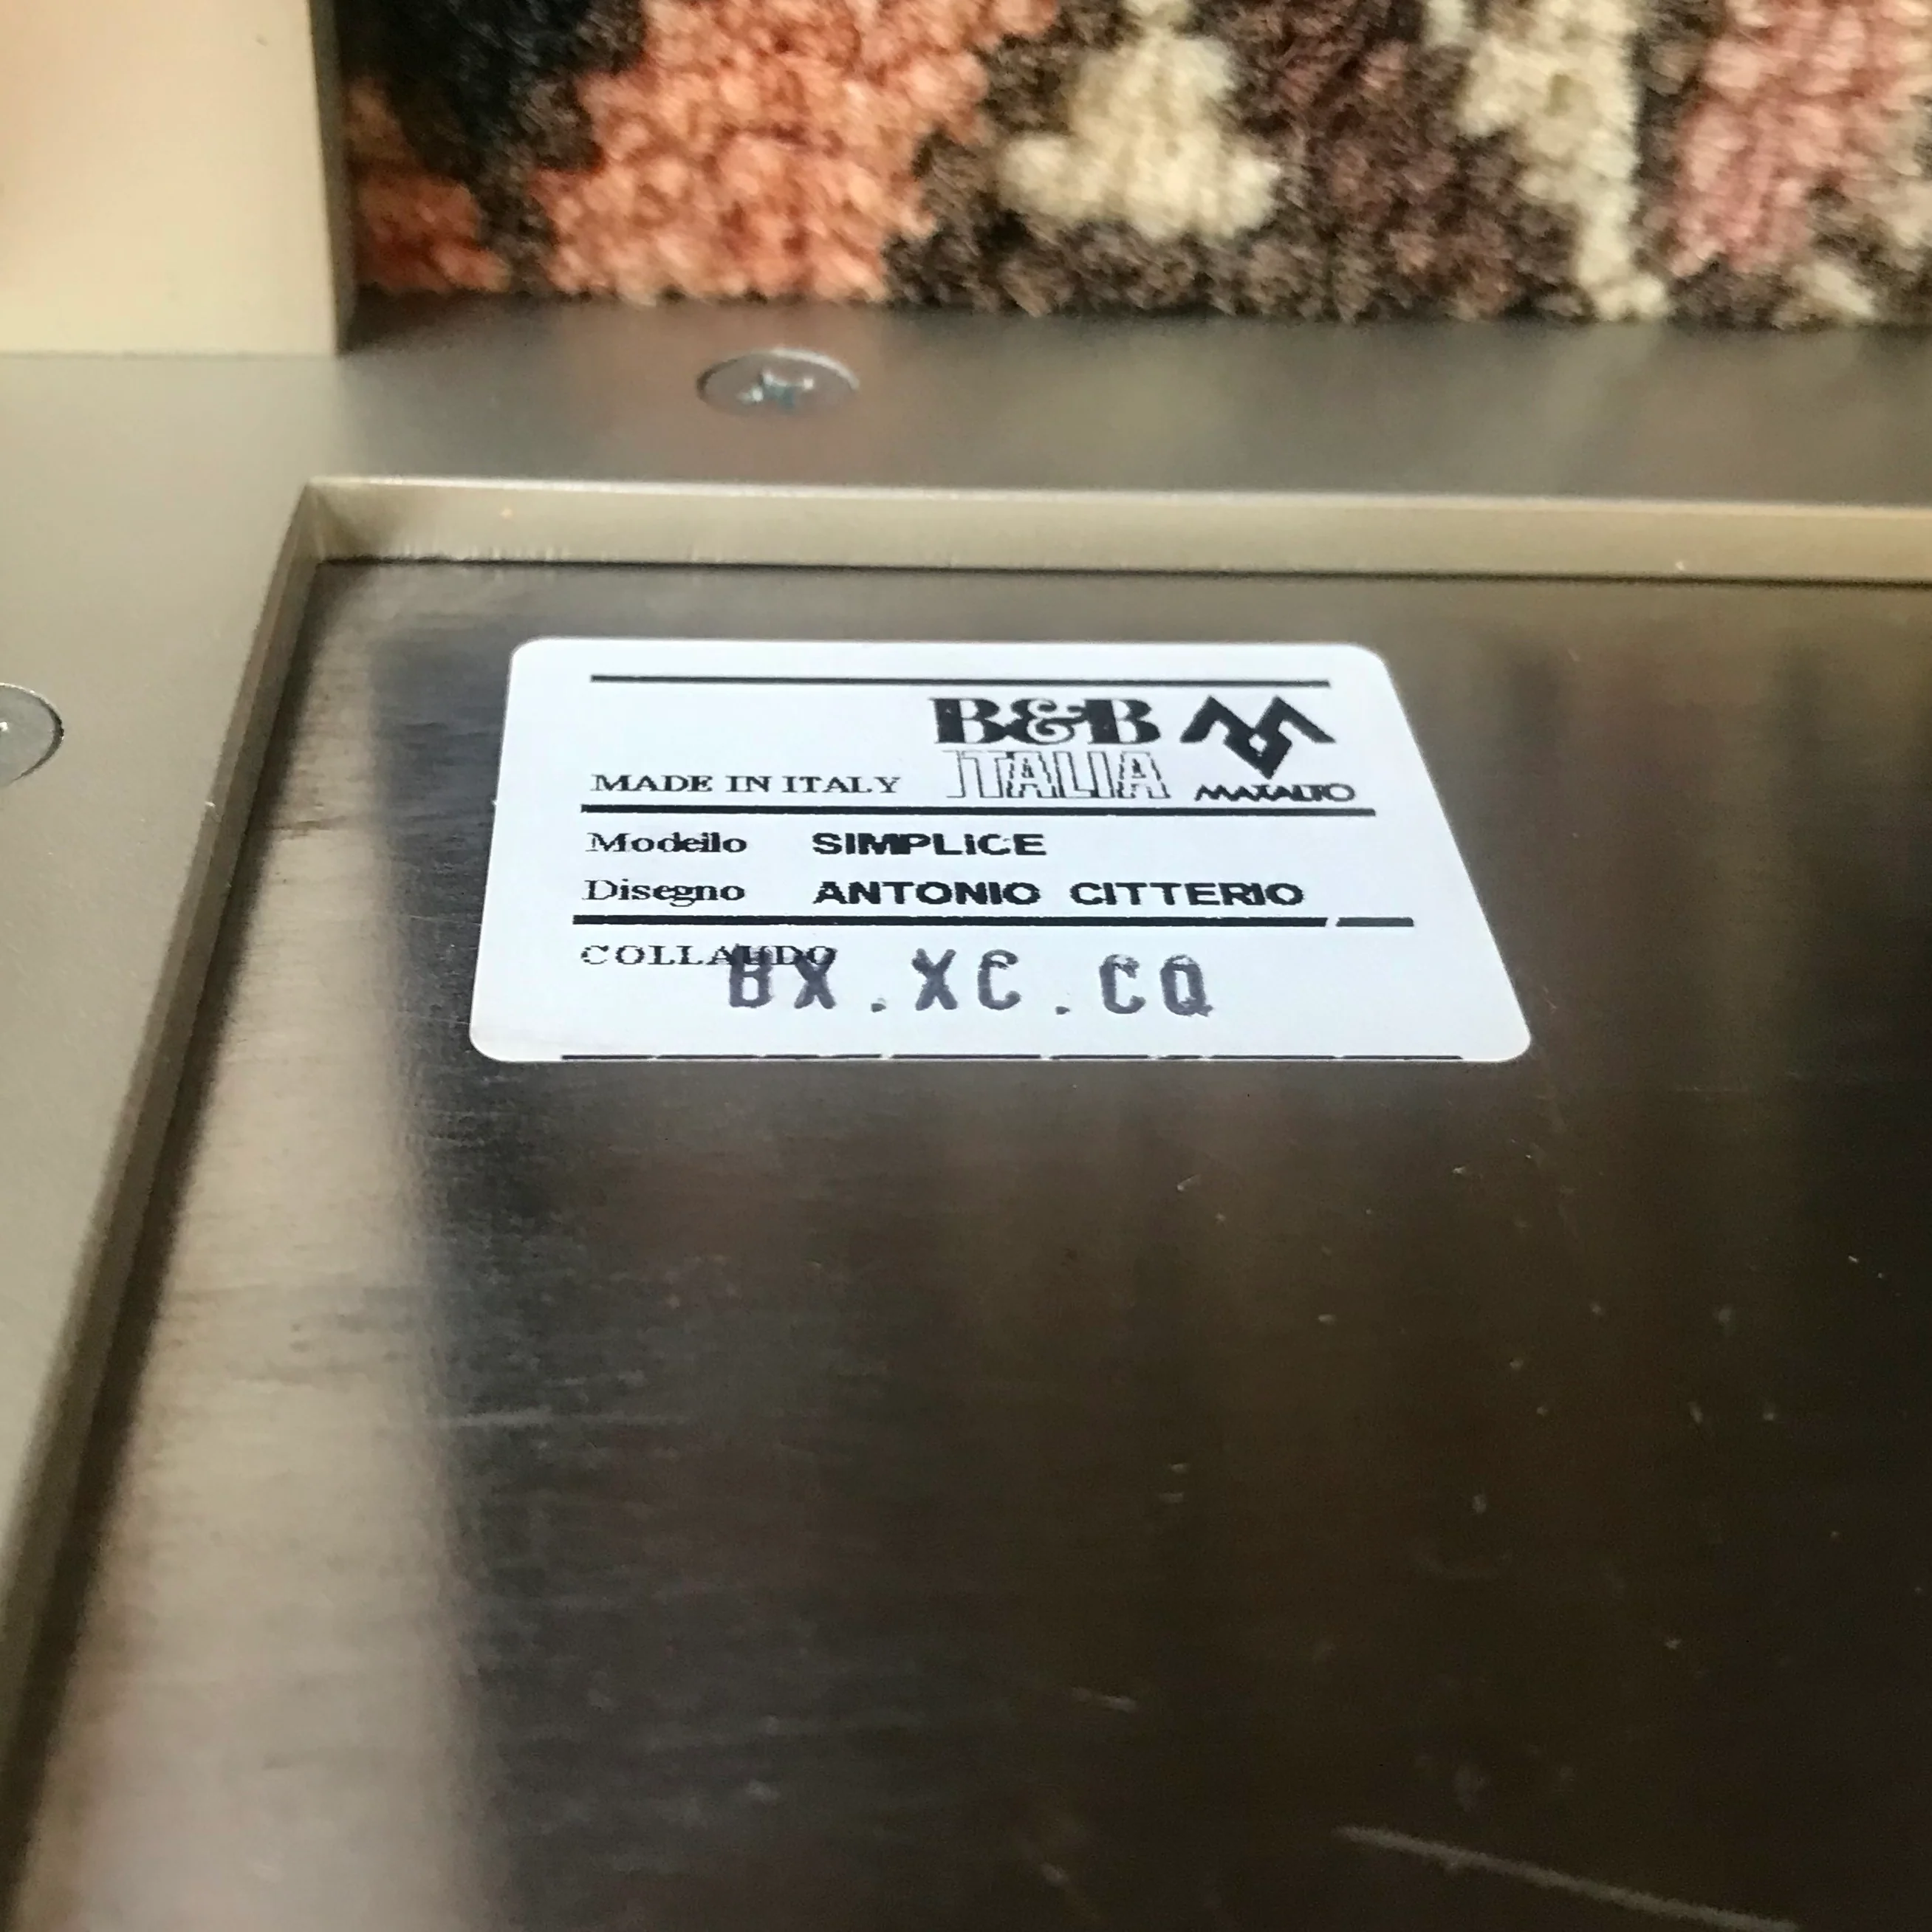 B&B
MADE IN ITALY ITALIA MAXALTO
Modello SIMPLICE
Disegno ANTONIO CITTERIO
COLLAUDO
BX.XC.CQ